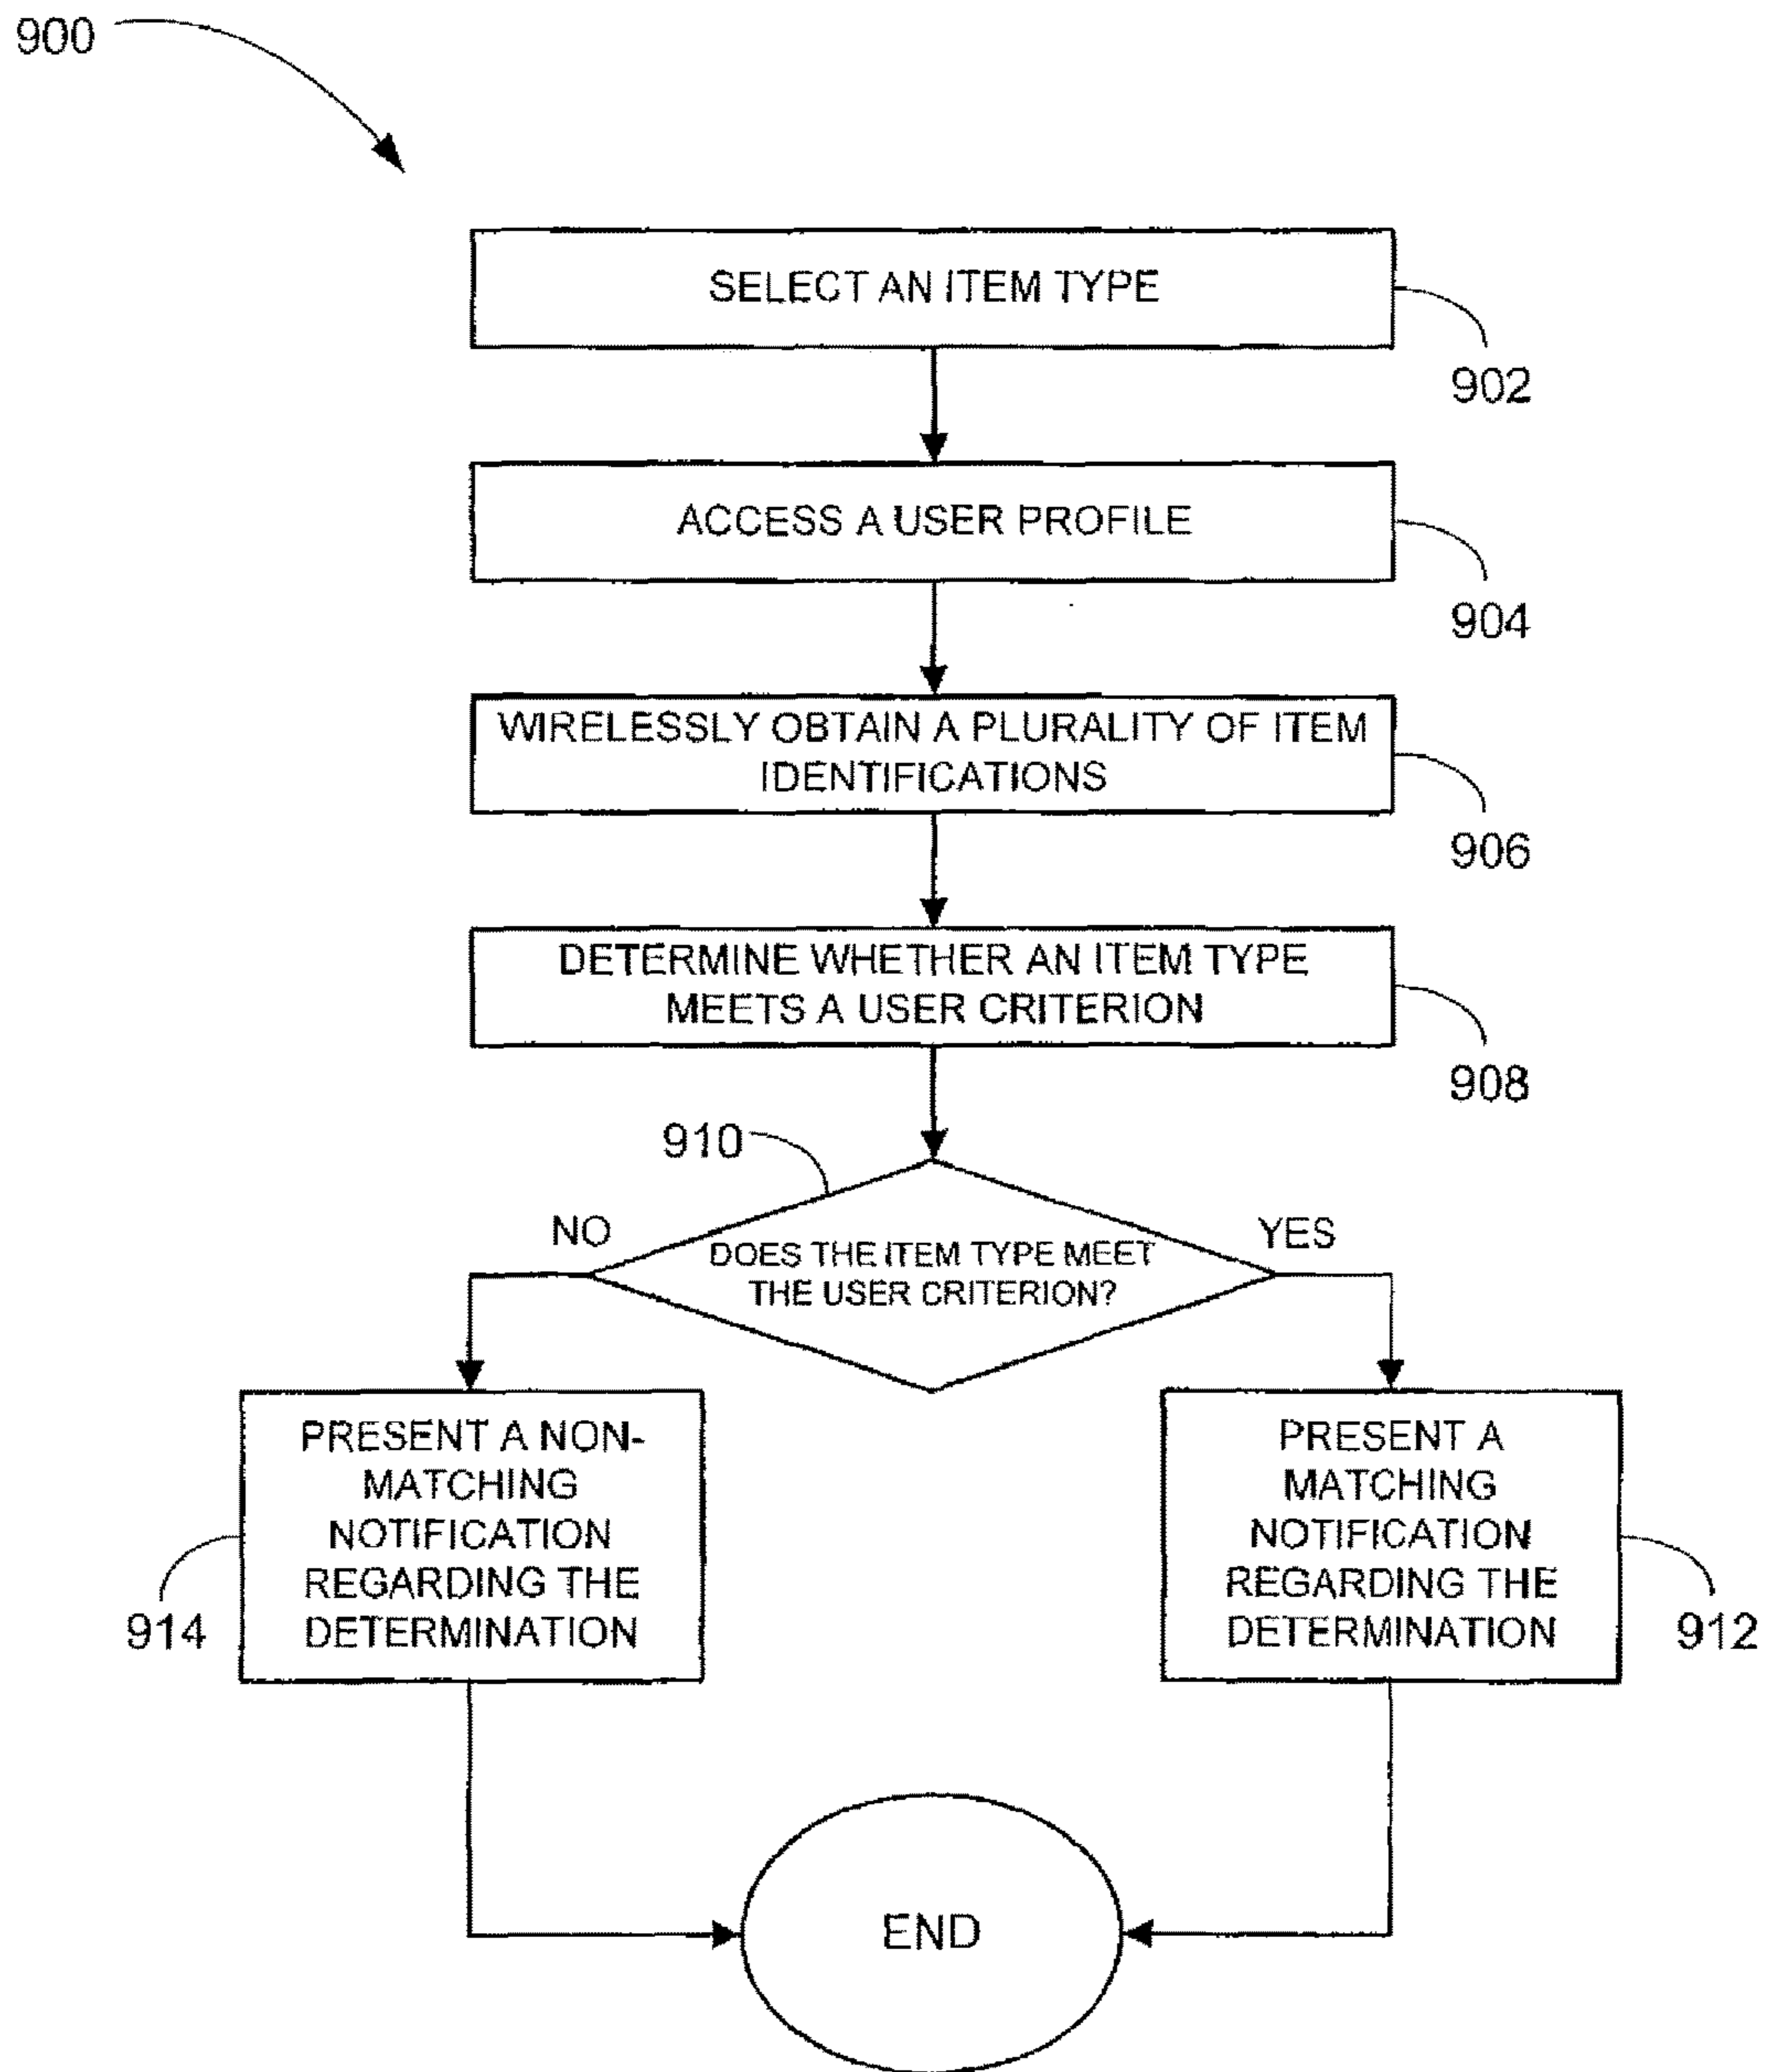 900
SELECT AN ITEM TYPE
902
ACCESS A USER PROFILE
904
WIRELESSLY OBTAIN A PLURALITY OF ITEM
IDENTIFICATIONS
906
DETERMINE WHETHER AN ITEM TYPE
MEETS A USER CRITERION
908
910
NO
DOES THE ITEM TYPE MEET
THE USER CRITERION?
YES
PRESENT A NON-
MATCHING
NOTIFICATION
REGARDING THE
DETERMINATION
914
PRESENT A
MATCHING
NOTIFICATION
REGARDING THE
DETERMINATION
912
END